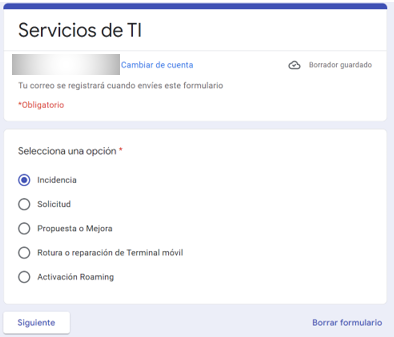 Servicios de TI
Cambiar de cuenta
Borrador guardado
Tu correo se registrará cuando envíes este formulario
*Obligatorio
Selecciona una opción *
Incidencia
Solicitud
Propuesta o Mejora
Rotura o reparación de Terminal móvil
Activación Roaming
Siguiente
Borrar formulario